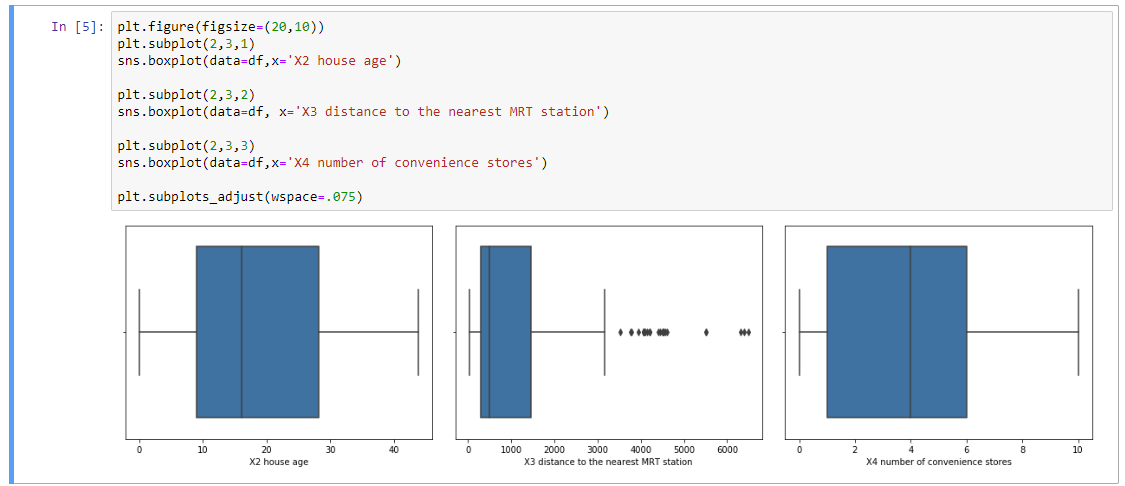 In [5]: plt.figure(figsize=(20,10))
plt.subplot(2,3,1)
sns.boxplot(data=df,x='X2 house age')

plt.subplot(2,3,2)
sns.boxplot(data=df, x='X3 distance to the nearest MRT station')

plt.subplot(2,3,3)
sns.boxplot(data=df,x='X4 number of convenience stores')

plt.subplots_adjust(wspace=.075)
0 10 20 30 40
X2 house age
0 1000 2000 3000 4000 5000 6000
X3 distance to the nearest MRT station
0 2 4 6 8 10
X4 number of convenience stores